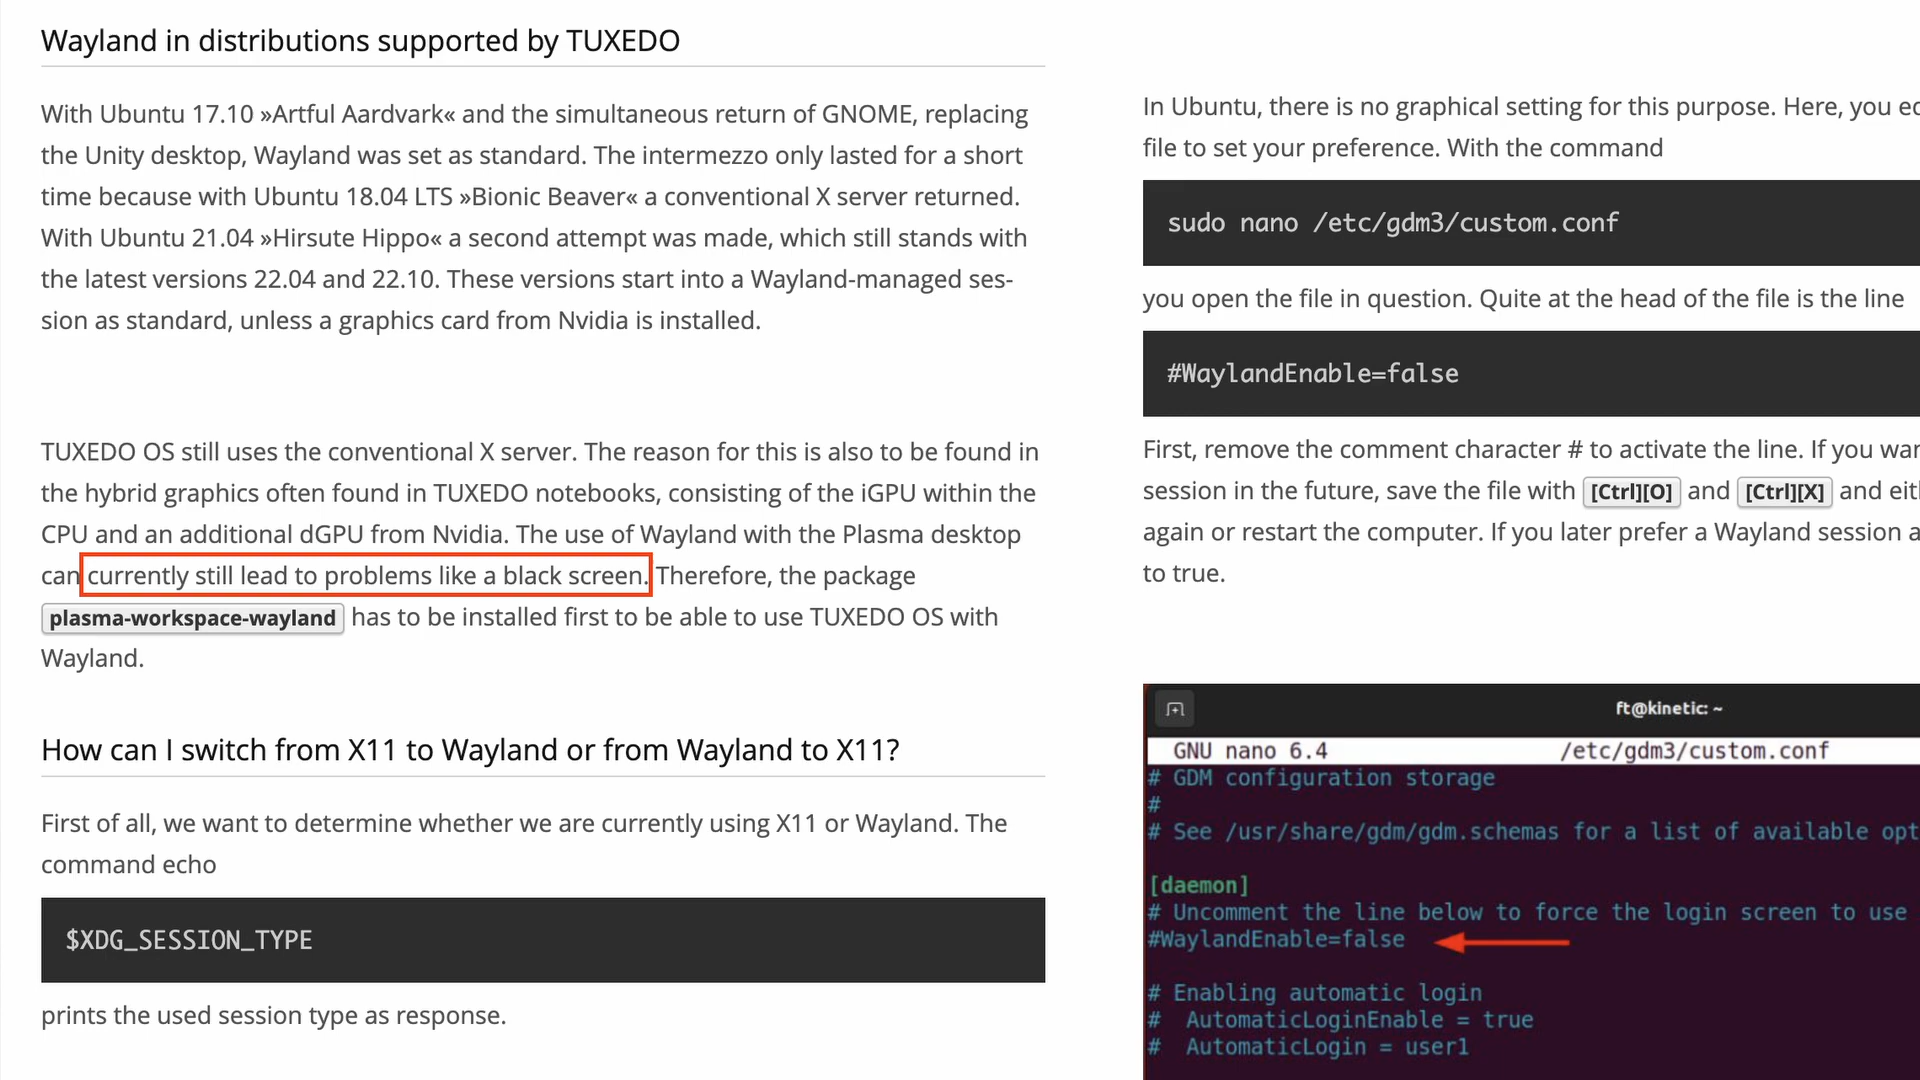 Wayland in distributions supported by TUXEDO
With Ubuntu 17.10 »Artful Aardvark« and the simultaneous return of GNOME, replacing
the Unity desktop, Wayland was set as standard. The intermezzo only lasted for a short
time because with Ubuntu 18.04 LTS »Bionic Beaver« a conventional X server returned.
With Ubuntu 21.04 »Hirsute Hippo« a second attempt was made, which still stands with
the latest versions 22.04 and 22.10. These versions start into a Wayland-managed ses-
sion as standard, unless a graphics card from Nvidia is installed.
TUXEDO OS still uses the conventional X server. The reason for this is also to be found in
the hybrid graphics often found in TUXEDO notebooks, consisting of the iGPU within the
CPU and an additional dGPU from Nvidia. The use of Wayland with the Plasma desktop
can currently still lead to problems like a black screen. Therefore, the package
plasma-workspace-wayland has to be installed first to be able to use TUXEDO OS with
Wayland.
How can I switch from X11 to Wayland or from Wayland to X11?
First of all, we want to determine whether we are currently using X11 or Wayland. The
command echo
$XDG_SESSION_TYPE
prints the used session type as response.
In Ubuntu, there is no graphical setting for this purpose. Here, you
file to set your preference. With the command
sudo nano /etc/gdm3/custom.conf
you open the file in question. Quite at the head of the file is the line
#WaylandEnable=false
First, remove the comment character # to activate the line. If you
session in the future, save the file with [Ctrl][O] and [Ctrl][X] and
again or restart the computer. If you later prefer a Wayland session
to true.
ft@kinetic: ~
GNU nano 6.4 /etc/gdm3/custom.conf
# GDM configuration storage
#
# See /usr/share/gdm/gdm.schemas for a list of available
[daemon]
# Uncomment the line below to force the login screen to use
#WaylandEnable=false
# Enabling automatic login
# AutomaticLoginEnable = true
# AutomaticLogin = user1